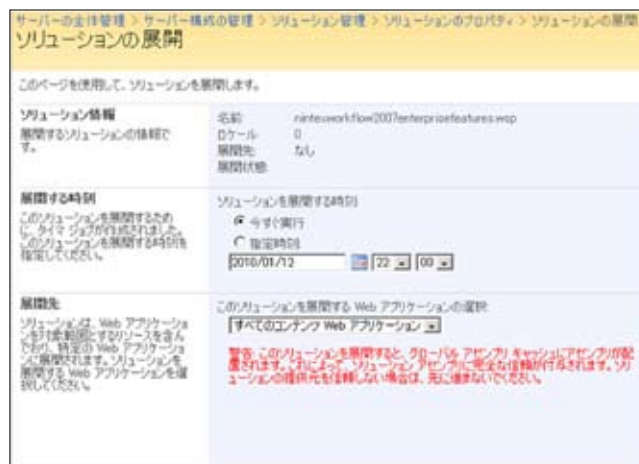 サーバーの全体管理 > サーバー構成の管理 > ソリューション管理 > ソリューションのプロパティ > ソリューションの展開
ソリューションの展開
このページを使用して、ソリューションを展開します。
ソリューション情報
展開するソリューションの情報で
す。
名前 nintexworkflow2007enterprisefeatures.wsp
ロケール 0
展開先 なし
展開状態
展開する時刻
このソリューションを展開するため
に、タイマ ジョブが作成されました。
このソリューションを展開する時刻を
指定してください。
ソリューションを展開する時刻
今すぐ実行
指定時刻
2010/01/12 22 00
展開先
ソリューションは、Web アプリケーショ
ンを対象範囲とするリソースを含ん
でおり、特定の Web アプリケーショ
ンに展開されます。ソリューションを
展開する Web アプリケーションを選
択してください。
このソリューションを展開する Web アプリケーションの選択
すべてのコンテンツ Web アプリケーション
警告: このソリューションを展開すると、グローバル アセンブリ キャッシュにアセンブリが配
置されます。これによって、ソリューション アセンブリに完全な信頼が付与されます。ソリ
ューションの提供元を信頼しない場合は、先に進まないでください。